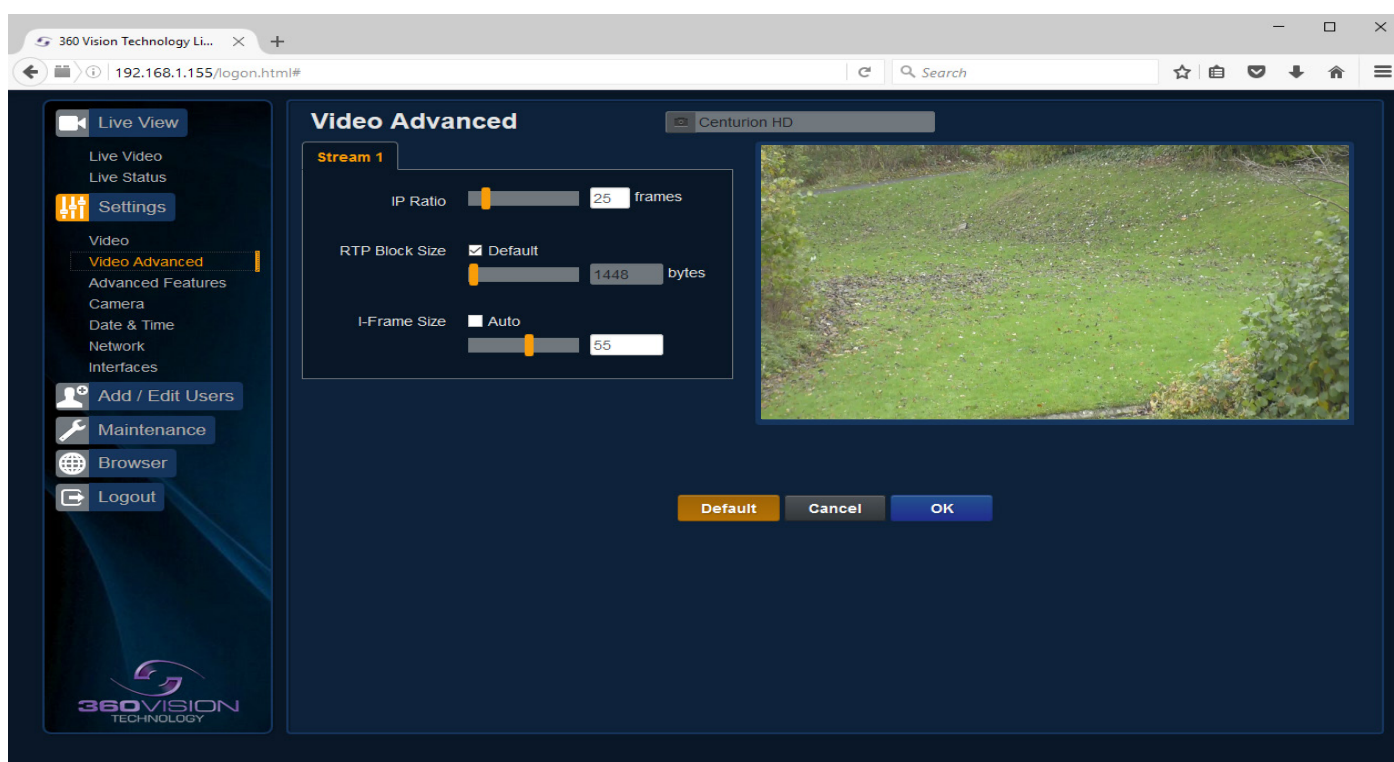 360 Vision Technology Li...
192.168.1.155/logon.html#
Search
Live View
Live Video
Live Status
Settings
Video
Video Advanced
Advanced Features
Camera
Date & Time
Network
Interfaces
Add / Edit Users
Maintenance
Browser
Logout
360VISION
TECHNOLOGY
Video Advanced
Centurion HD
Stream 1
IP Ratio 25 frames
RTP Block Size Default
1448 bytes
I-Frame Size Auto
55
Default Cancel OK